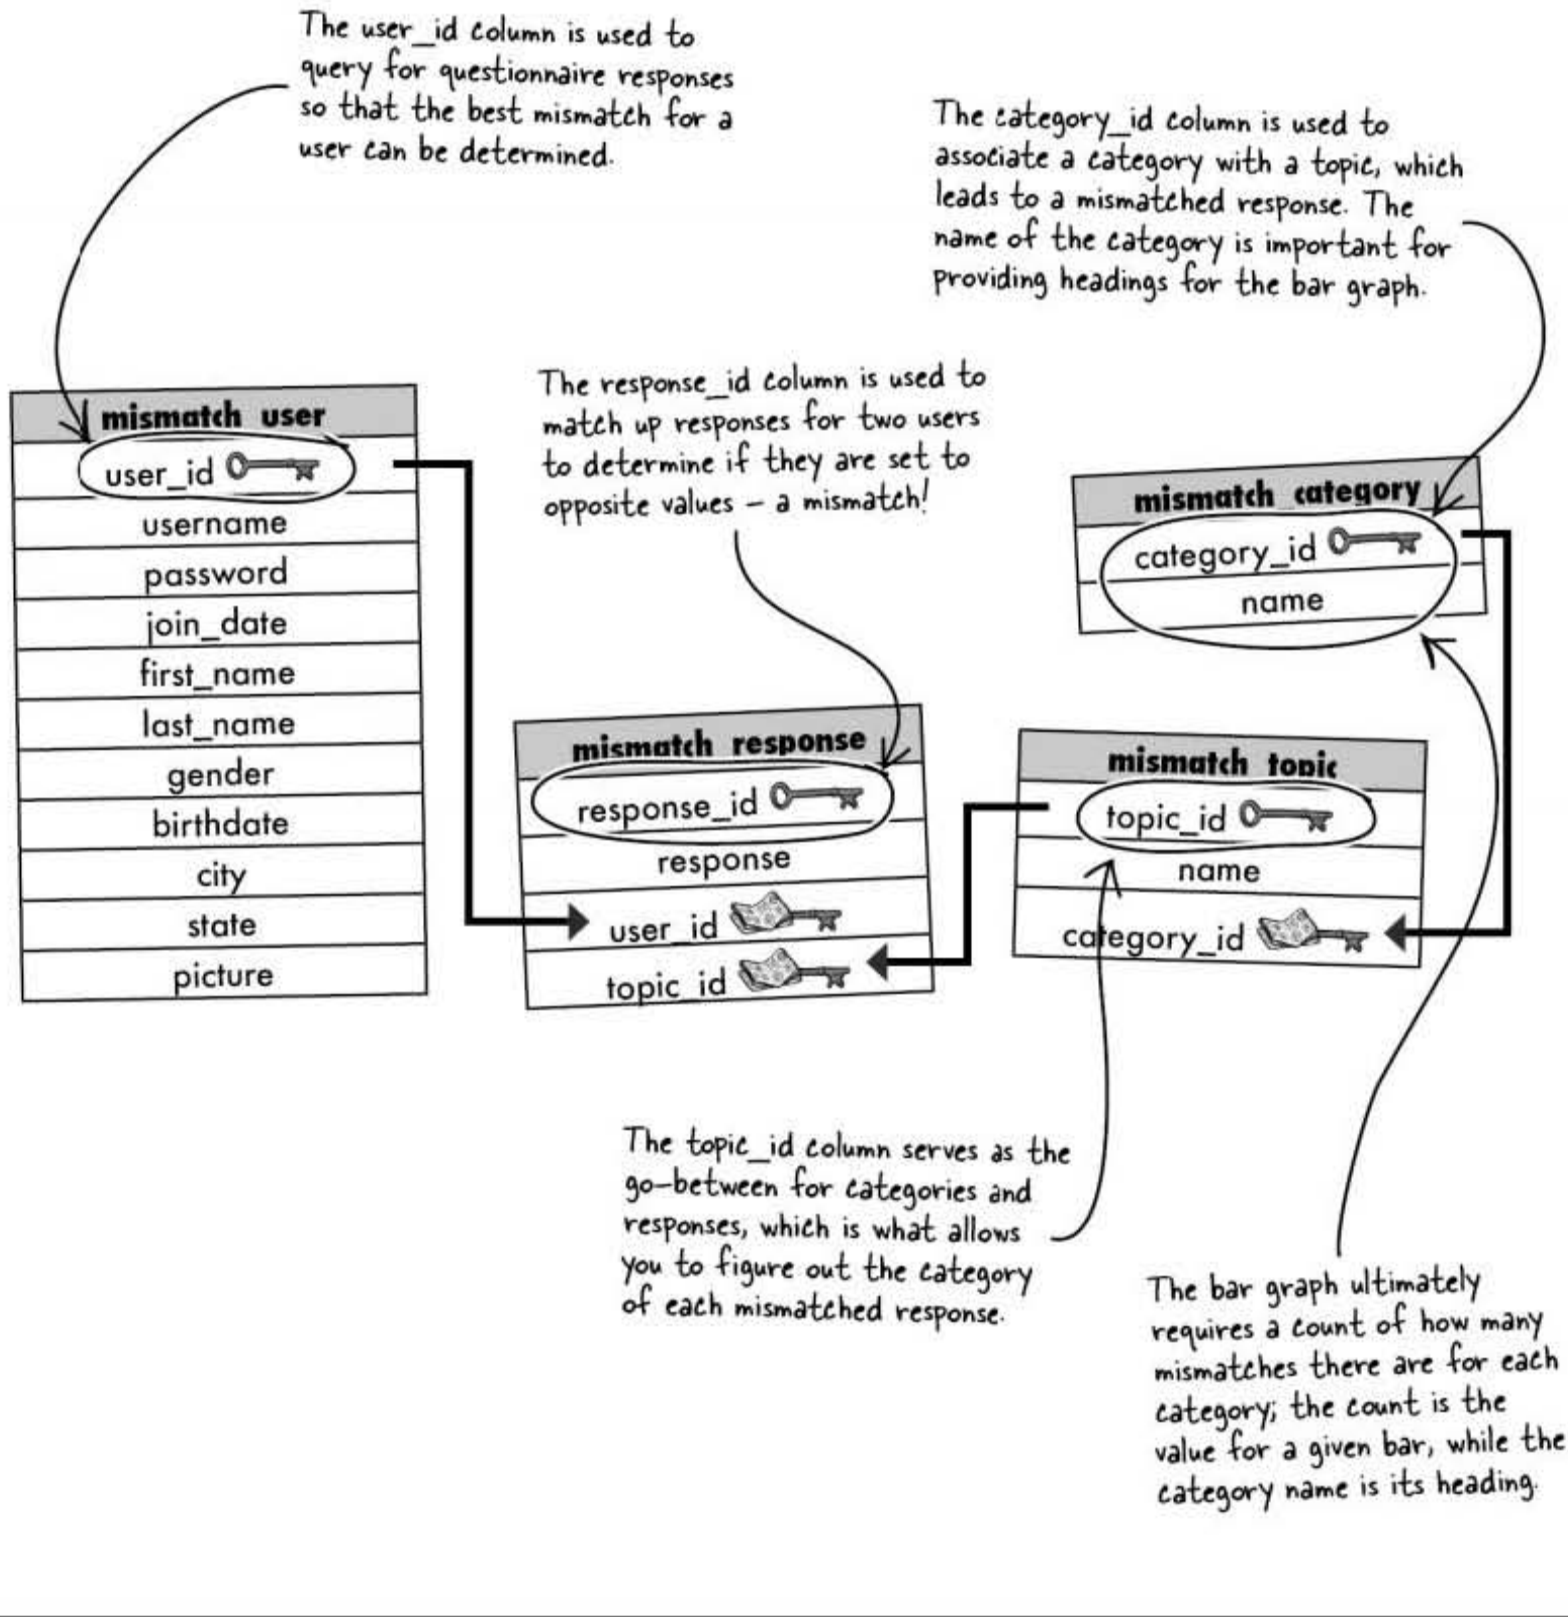 The user_id column is used to
query for questionnaire responses
so that the best mismatch for a
user can be determined.
The category_id column is used to
associate a category with a topic, which
leads to a mismatched response. The
name of the category is important for
providing headings for the bar graph.
The response_id column is used to
match up responses for two users
to determine if they are set to
opposite values – a mismatch!
mismatch_user
user_id
username
password
join_date
first_name
last_name
gender
birthdate
city
state
picture
mismatch_category
category_id
name
mismatch_response
response_id
response
user_id
topic_id
mismatch_topic
topic_id
name
category_id
The topic_id column serves as the
go-between for categories and
responses, which is what allows
you to figure out the category
of each mismatched response.
The bar graph ultimately
requires a count of how many
mismatches there are for each
category; the count is the
value for a given bar, while the
category name is its heading.